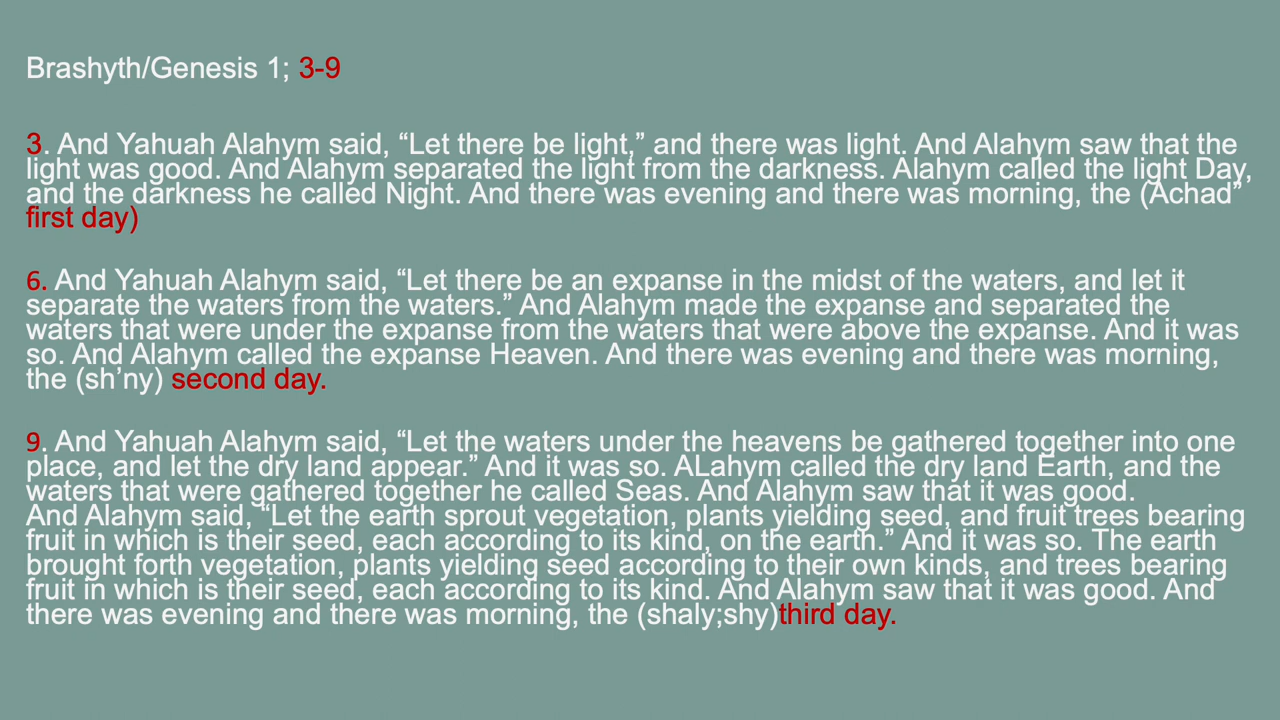 Brashyth/Genesis 1; 3-9
3. And Yahuah Alahym said, “Let there be light,” and there was light. And Alahym saw that the
light was good. And Alahym separated the light from the darkness. Alahym called the light Day,
and the darkness he called Night. And there was evening and there was morning, the (Achad”
first day)
6. And Yahuah Alahym said, “Let there be an expanse in the midst of the waters, and let it
separate the waters from the waters.” And Alahym made the expanse and separated the
waters that were under the expanse from the waters that were above the expanse. And it was
so. And Alahym called the expanse Heaven. And there was evening and there was morning,
the (sh’ny) second day.
9. And Yahuah Alahym said, “Let the waters under the heavens be gathered together into one
place, and let the dry land appear.” And it was so. ALahym called the dry land Earth, and the
waters that were gathered together he called Seas. And Alahym saw that it was good.
And Alahym said, “Let the earth sprout vegetation, plants yielding seed, and fruit trees bearing
fruit in which is their seed, each according to its kind, on the earth.” And it was so. The earth
brought forth vegetation, plants yielding seed according to their own kinds, and trees bearing
fruit in which is their seed, each according to its kind. And Alahym saw that it was good. And
there was evening and there was morning, the (shaly;shy)third day.